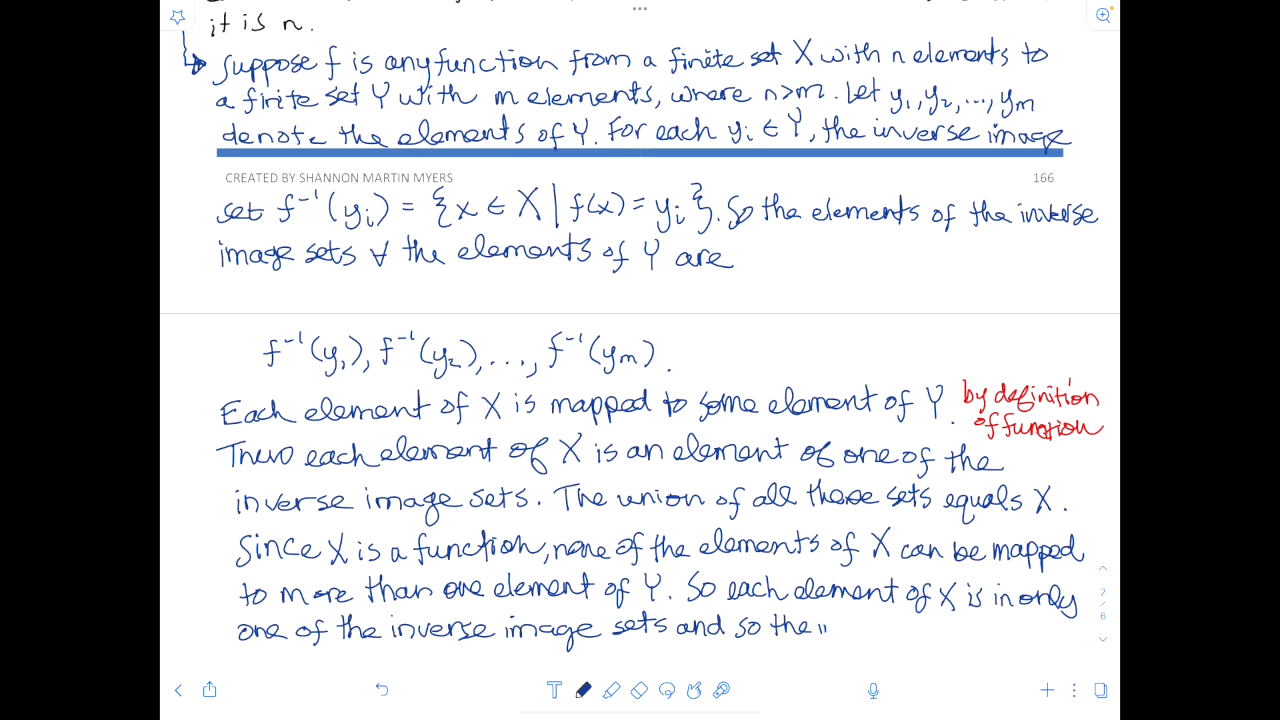 it is n.
Suppose f is any function from a finite set X with n elements to
a finite set Y with m elements, where n>m. Let y₁, y₂, ..., yₘ
denote the elements of Y. For each yᵢ ∈ Y, the inverse image
CREATED BY SHANNON MARTIN MYERS 166
set f⁻¹(yᵢ) = {x ∈ X | f(x) = yᵢ}. So the elements of the inverse
image sets ∀ the elements of Y are
f⁻¹(y₁), f⁻¹(y₂), ..., f⁻¹(yₘ).
Each element of X is mapped to some element of Y. by definition
of function
Thus each element of X is an element of one of the
inverse image sets. The union of all these sets equals X.
Since X is a function, none of the elements of X can be mapped
to more than one element of Y. So each element of X is in only
one of the inverse image sets and so the
2
/
6